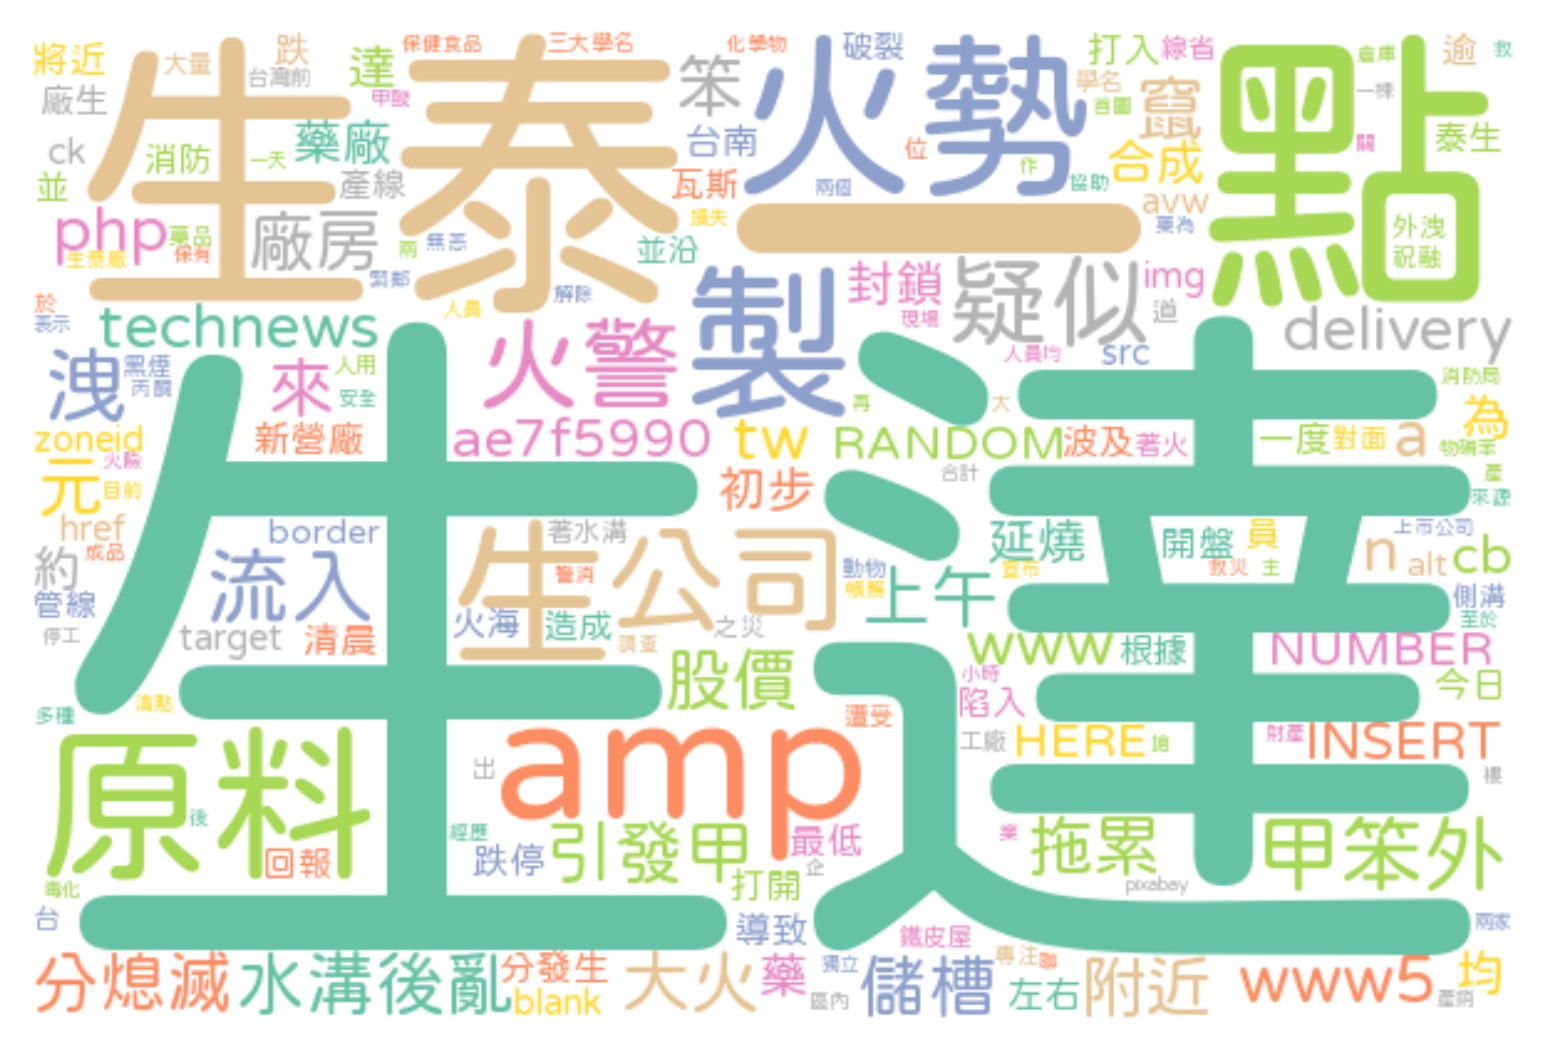 將近 大量 跌 達 保健食品 三大學名 笨 化學物 破裂 打入 線省 倉庫 逾 救
生泰 火勢 點
廠生 台灣前 甲醛 學名 首圖 竄 一棟
ck 消防 一天 藥廠 台南 位 作 合成 關 泰生
並 產線 瓦斯 兩個 協助 avw
php 藥品 廠房 兩 無恙 並沿 損失 一 藥為 外洩
生泰廠 保有 緊鄰 製 封鎖 疑似 img 祝融
於 人員 解除 現場 道 delivery
表示 technews 火警
洩 黑煙 來 人用 人員均 src 消防局
丙酮 安全 再 大 為
zoneid 新營廠 ae7f5990 tw RANDOM 波及 著火 一度 對面 a 物磷苯
元 火險 目前 初步 合計 產
來源
生達
href border 著水溝 延燒 開盤 員 上市公司
約 成品 流入 生公司 警消 動物 宣布 救災 主 n alt cb
管線 火海 造成 帳務 上午 側溝
停工 target 清晨 調查 之災 www 根據 NUMBER 至於
股價 小時 今日
多種 清點 遭受 陷入
原料 amp 工廠 HERE 搶 財產 INSERT
出 樓
後 經歷 引發甲 最低 業 拖累 甲笨外
回報 跌停 企
毒化 打開 pixabay
台 導致 鐵皮屋 兩家
分熄滅 水溝後亂 分發生 大火 藥 獨立 儲槽 專注 聯 附近 www5 均
blank 區內 左右 產銷